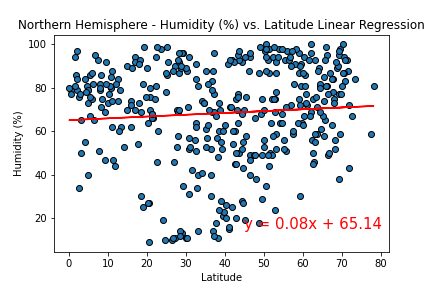 Northern Hemisphere - Humidity (%) vs. Latitude Linear Regression
100
80
60
40
20
Humidity (%)
y = 0.08x + 65.14
0 10 20 30 40 50 60 70 80
Latitude